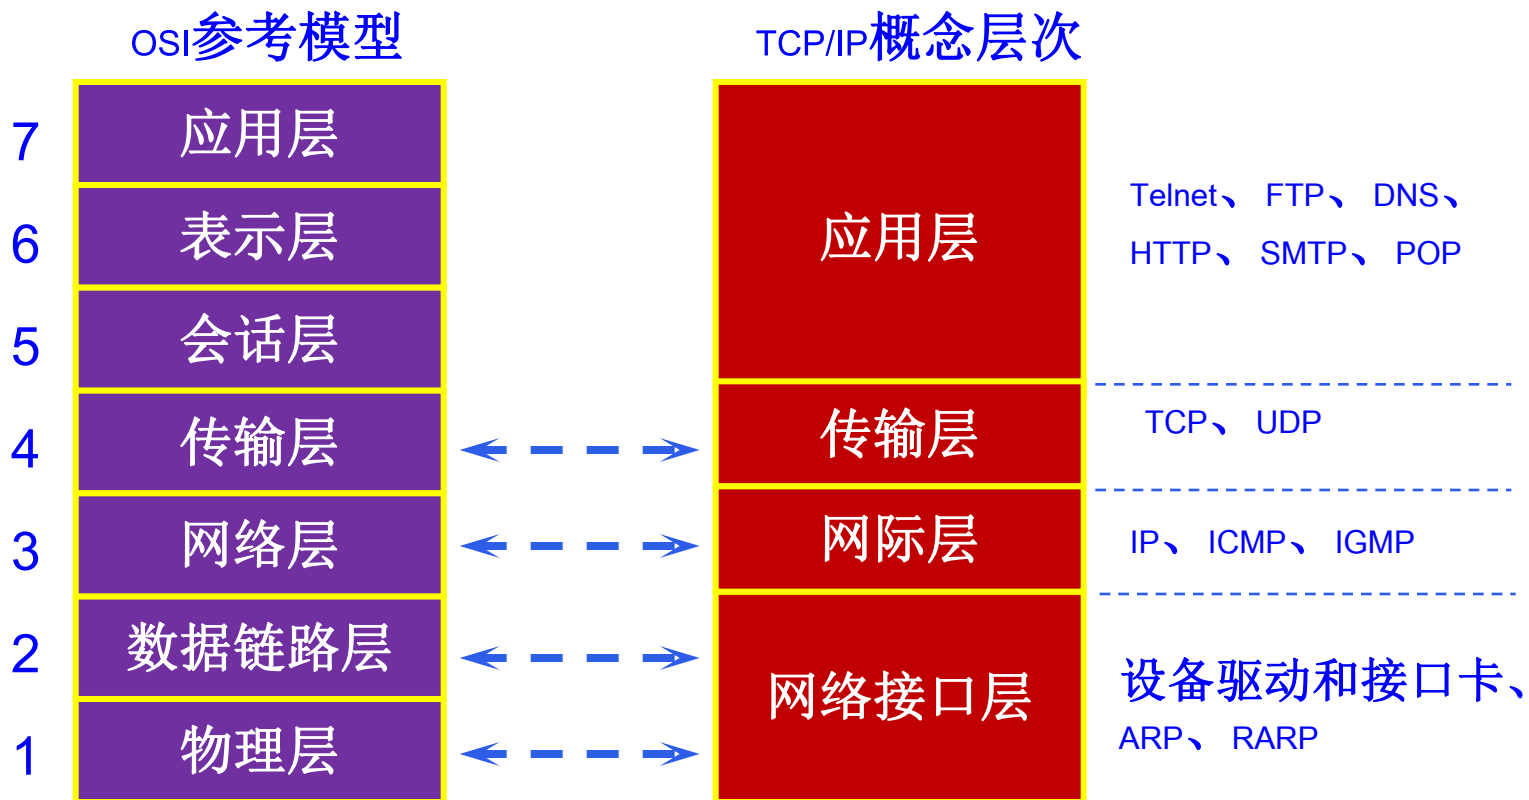 OSI参考模型
7 应用层
6 表示层
5 会话层
4 传输层
3 网络层
2 数据链路层
1 物理层
TCP/IP概念层次
应用层
传输层
网际层
网络接口层
Telnet、 FTP、 DNS、
HTTP、 SMTP、 POP
TCP、 UDP
IP、 ICMP、 IGMP
设备驱动和接口卡、
ARP、 RARP